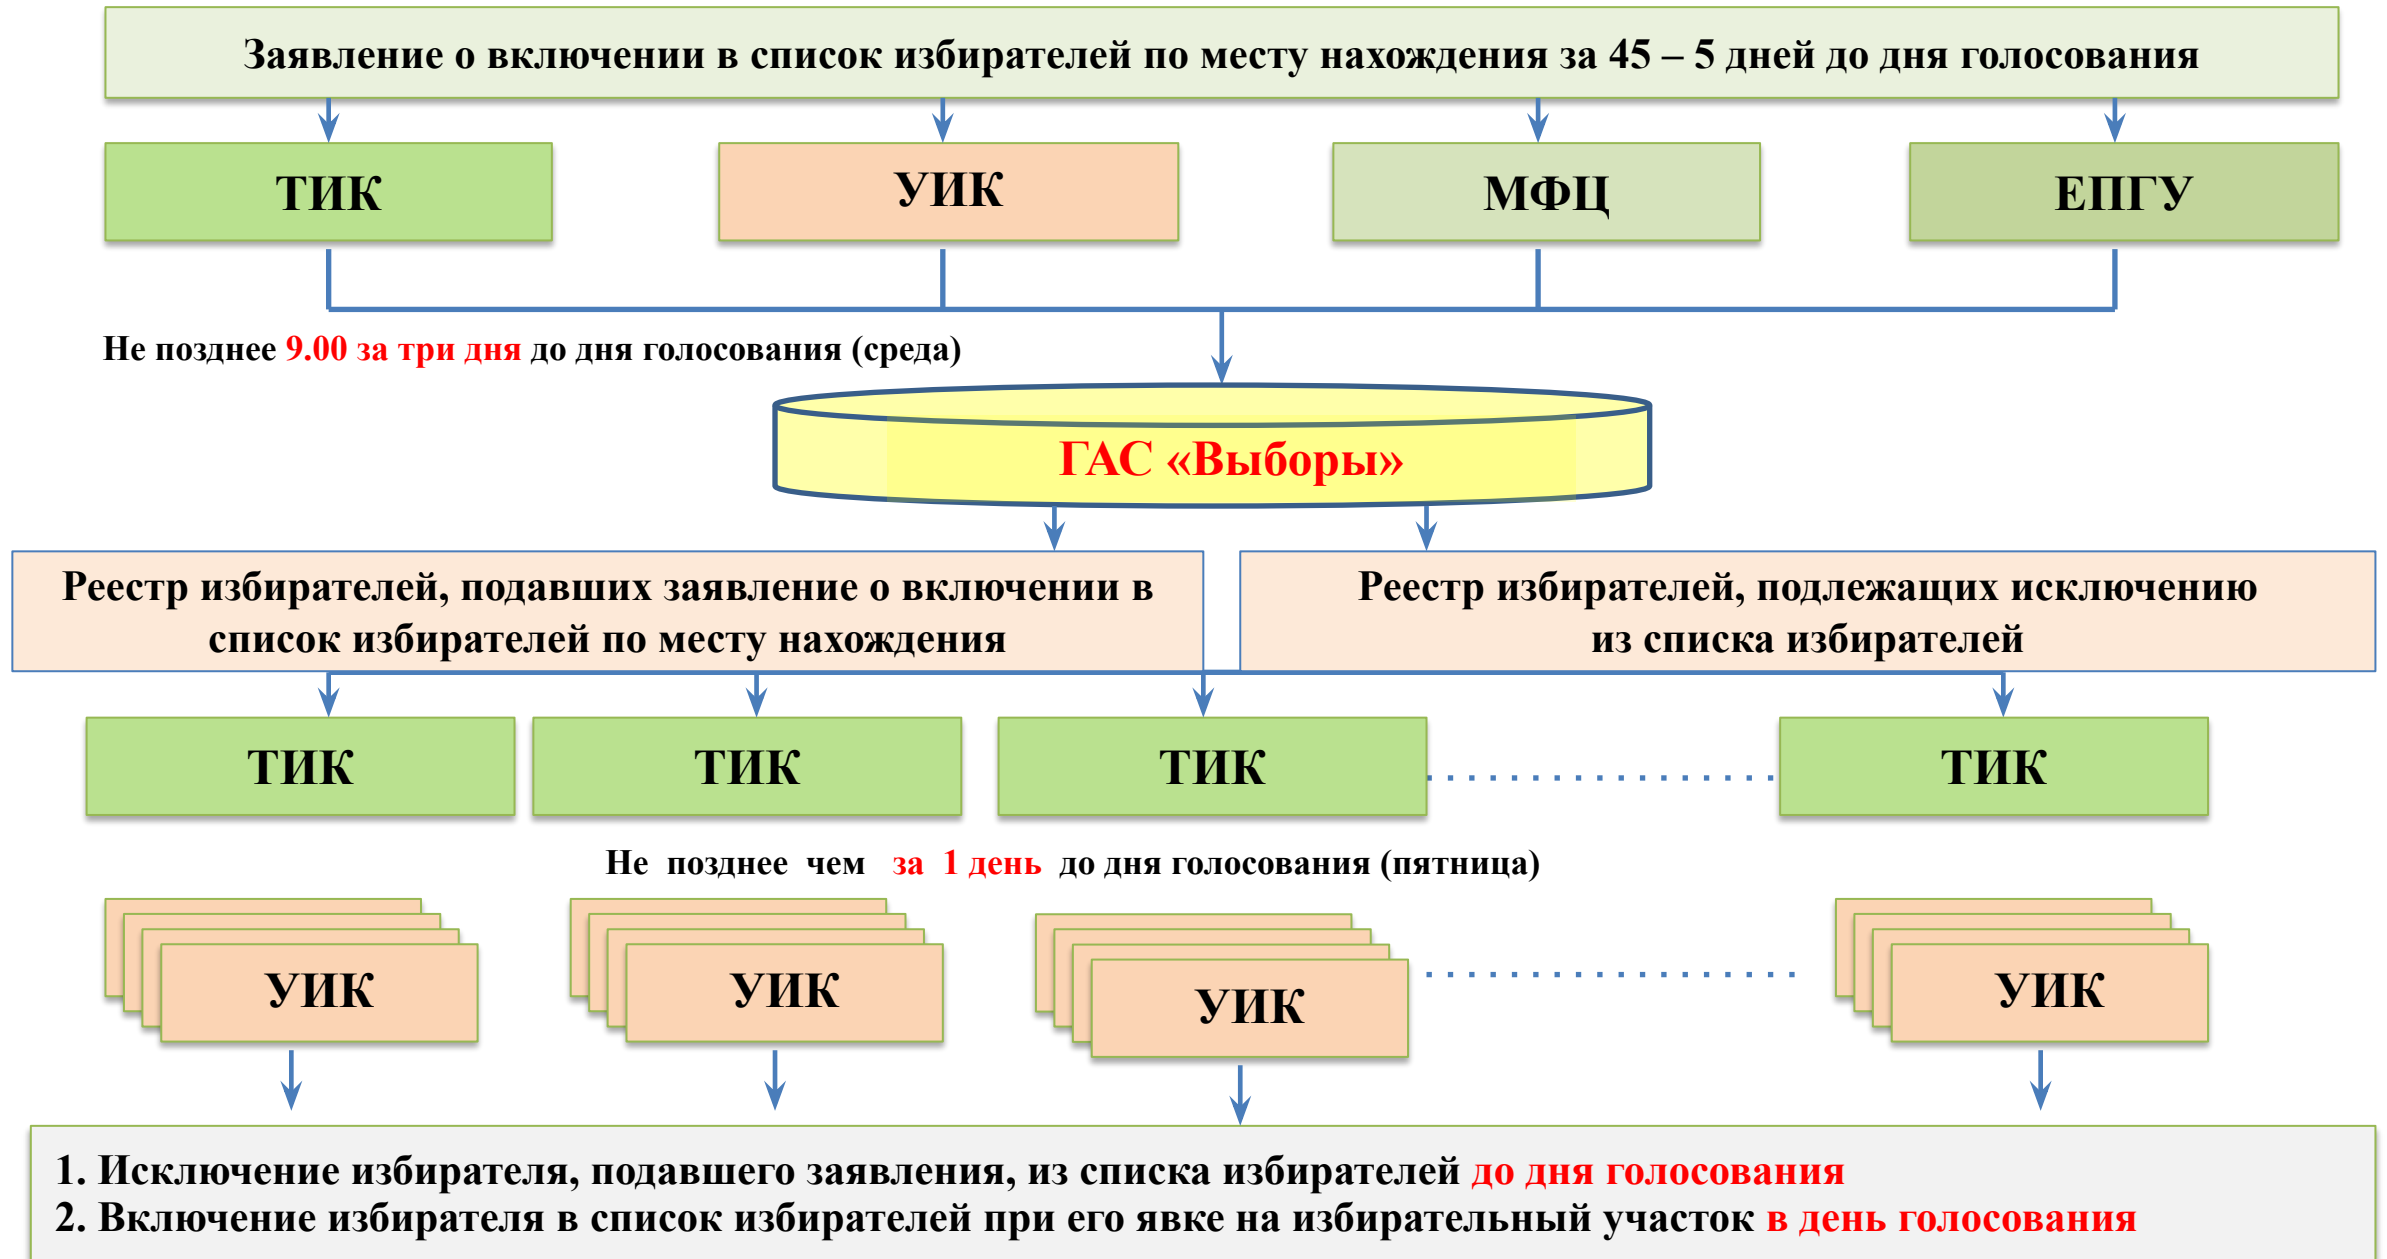 Заявление о включении в список избирателей по месту нахождения за 45 – 5 дней до дня голосования
ТИК
УИК
МФЦ
ЕПГУ
Не позднее 9.00 за три дня до дня голосования (среда)
ГАС «Выборы»
Реестр избирателей, подавших заявление о включении в
список избирателей по месту нахождения
Реестр избирателей, подлежащих исключению
из списка избирателей
ТИК
ТИК
ТИК
ТИК
Не позднее чем за 1 день до дня голосования (пятница)
УИК
УИК
УИК
УИК
1. Исключение избирателя, подавшего заявления, из списка избирателей до дня голосования
2. Включение избирателя в список избирателей при его явке на избирательный участок в день голосования